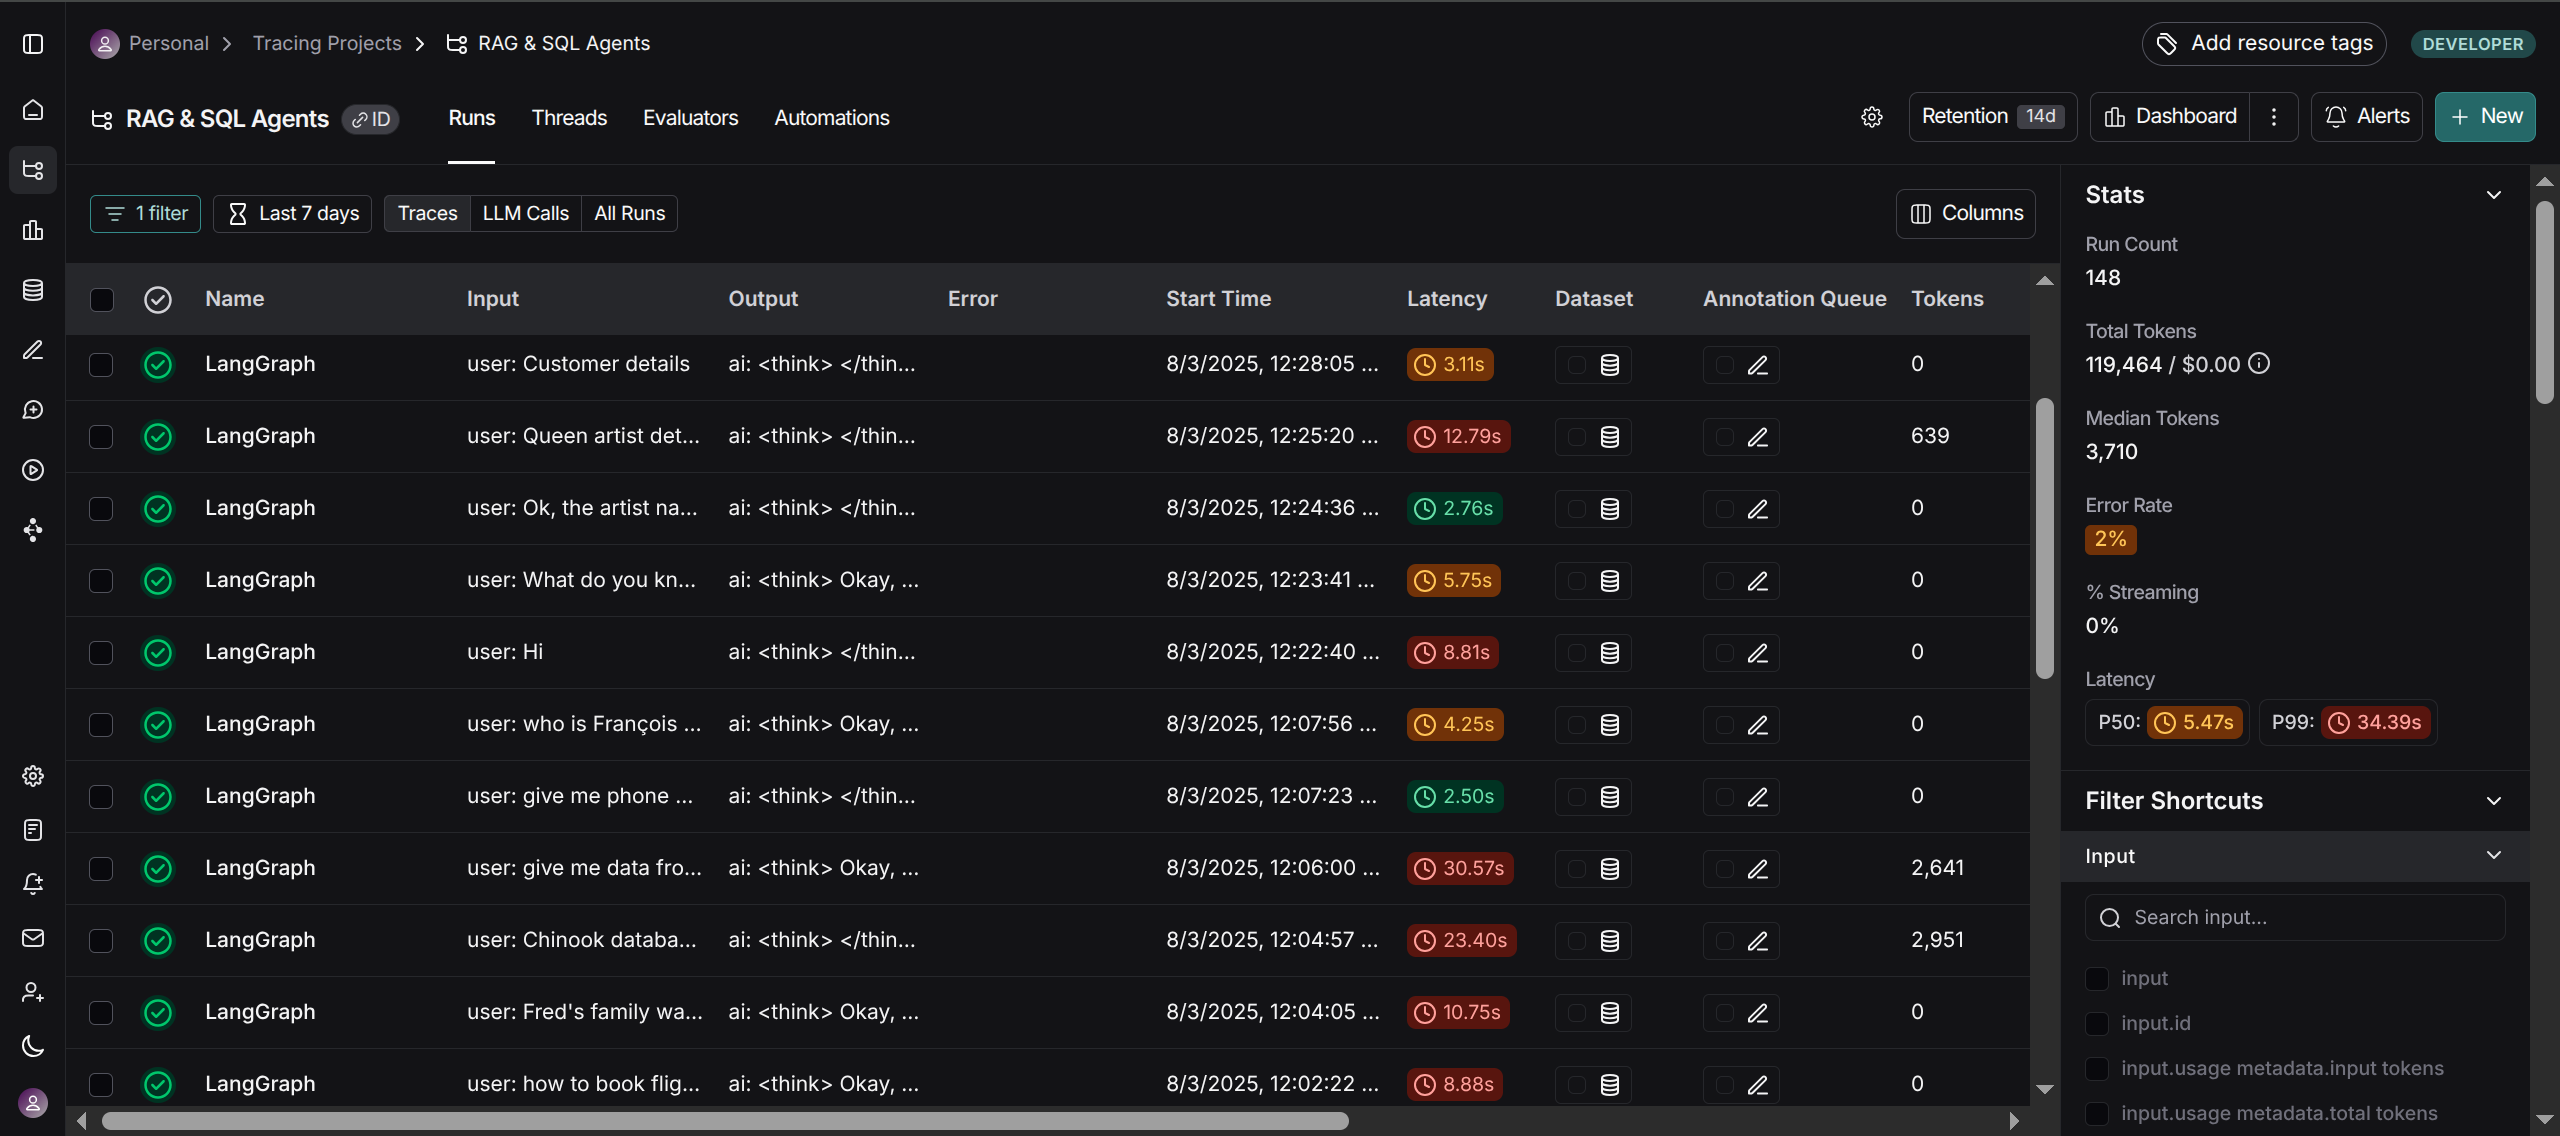 Personal > Tracing Projects > RAG & SQL Agents
Add resource tags
DEVELOPER
RAG & SQL Agents ID Runs Threads Evaluators Automations
Retention 14d Dashboard Alerts + New
1 filter Last 7 days Traces LLM Calls All Runs Columns
Name Input Output Error Start Time Latency Dataset Annotation Queue Tokens
LangGraph user: Customer details ai: <think> </thin... 8/3/2025, 12:28:05 ... 3.11s 0
LangGraph user: Queen artist det... ai: <think> </thin... 8/3/2025, 12:25:20 ... 12.79s 639
LangGraph user: Ok, the artist na... ai: <think> </thin... 8/3/2025, 12:24:36 ... 2.76s 0
LangGraph user: What do you kn... ai: <think> Okay, ... 8/3/2025, 12:23:41 ... 5.75s 0
LangGraph user: Hi ai: <think> </thin... 8/3/2025, 12:22:40 ... 8.81s 0
LangGraph user: who is François ... ai: <think> Okay, ... 8/3/2025, 12:07:56 ... 4.25s 0
LangGraph user: give me phone ... ai: <think> </thin... 8/3/2025, 12:07:23 ... 2.50s 0
LangGraph user: give me data fro... ai: <think> Okay, ... 8/3/2025, 12:06:00 ... 30.57s 2,641
LangGraph user: Chinook databa... ai: <think> </thin... 8/3/2025, 12:04:57 ... 23.40s 2,951
LangGraph user: Fred's family wa... ai: <think> Okay, ... 8/3/2025, 12:04:05 ... 10.75s 0
LangGraph user: how to book flig... ai: <think> Okay, ... 8/3/2025, 12:02:22 ... 8.88s 0
Stats
Run Count
148
Total Tokens
119,464 / $0.00
Median Tokens
3,710
Error Rate
2%
% Streaming
0%
Latency
P50: 5.47s P99: 34.39s
Filter Shortcuts
Input
Search input...
input
input.id
input.usage metadata.input tokens
input.usage metadata.total tokens